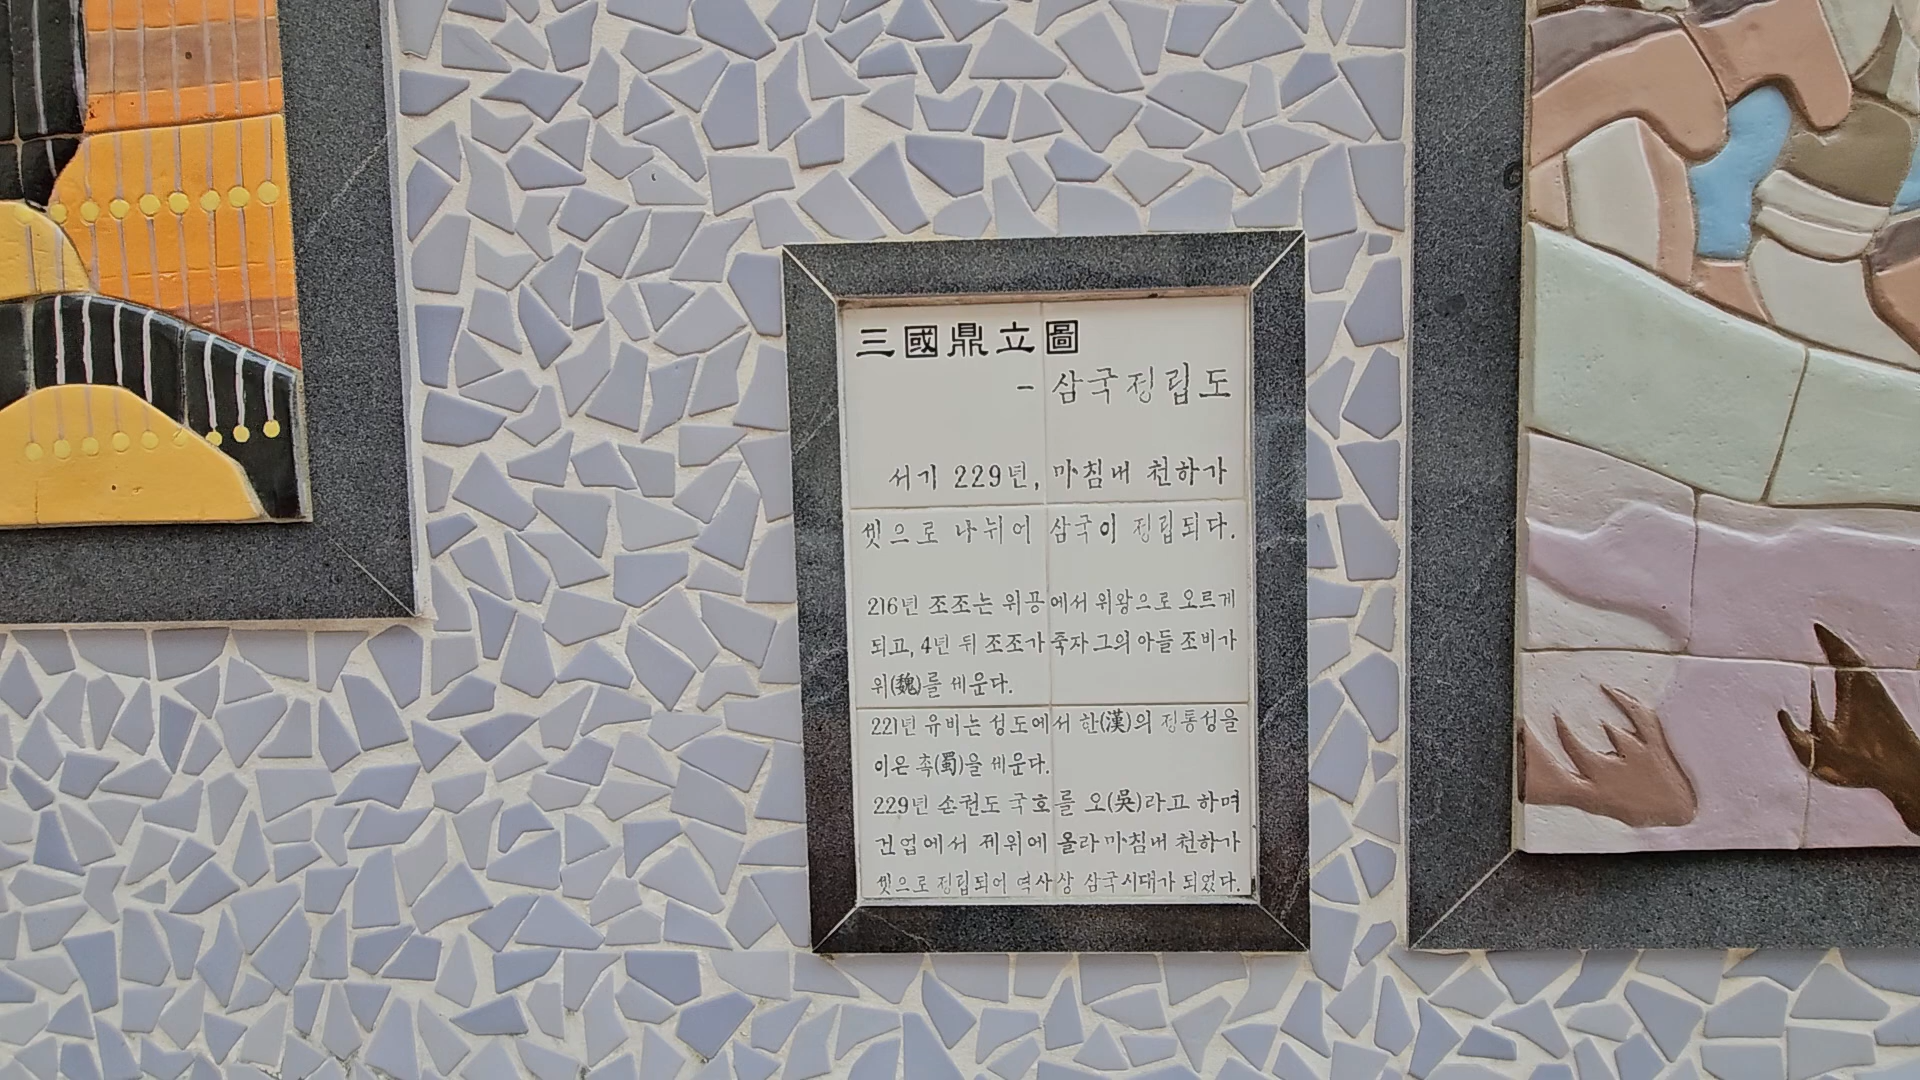 三國鼎立圖
- 삼국정립도
서기 229년, 마침내 천하가
셋으로 나뉘어 삼국이 정립되다.
216년 조조는 위공에서 위왕으로 오르게
되고, 4년 뒤 조조가 죽자 그의 아들 조비가
위(魏)를 세운다.
221년 유비는 성도에서 한(漢)의 정통성을
이은 촉(蜀)을 세운다.
229년 손권도 국호를 오(吳)라고 하며
건업에서 제위에 올라 마침내 천하가
셋으로 정립되어 역사상 삼국시대가 되었다.